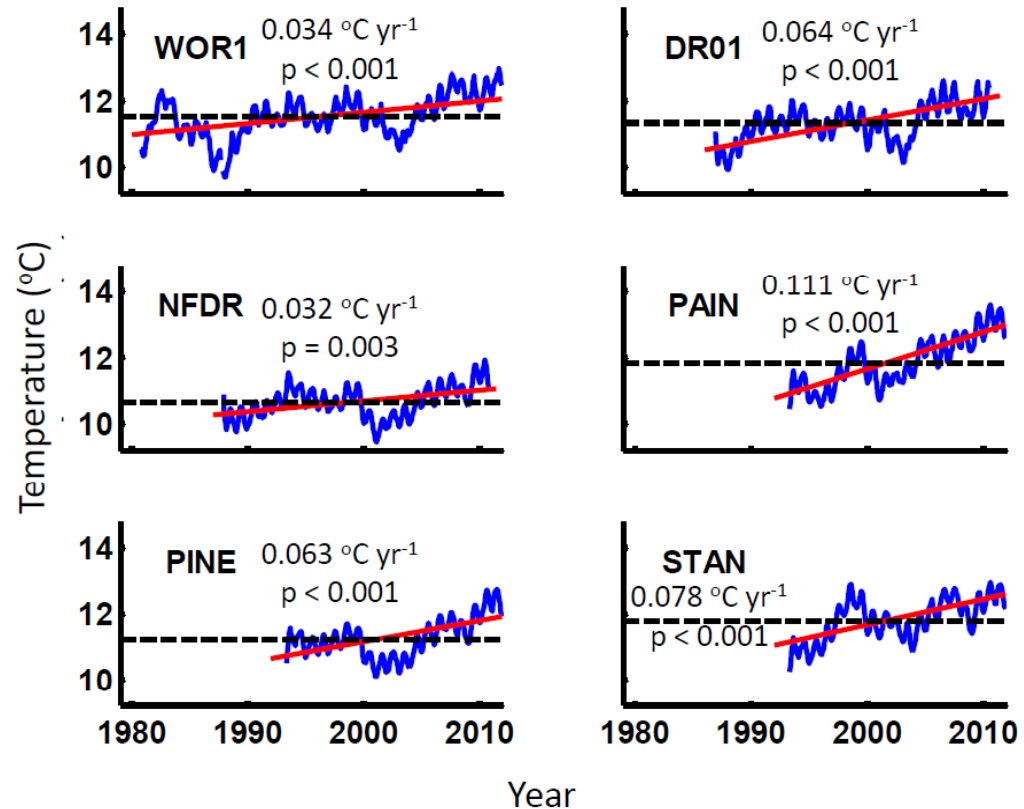 Temperature (°C)
14
12
10
WOR1
0.034 °C yr⁻¹
p < 0.001
DR01
0.064 °C yr⁻¹
p < 0.001
14
12
10
NFDR
0.032 °C yr⁻¹
p = 0.003
PAIN
0.111 °C yr⁻¹
p < 0.001
14
12
10
PINE
0.063 °C yr⁻¹
p < 0.001
STAN
0.078 °C yr⁻¹
p < 0.001
1980 1990 2000 2010
1980 1990 2000 2010
Year